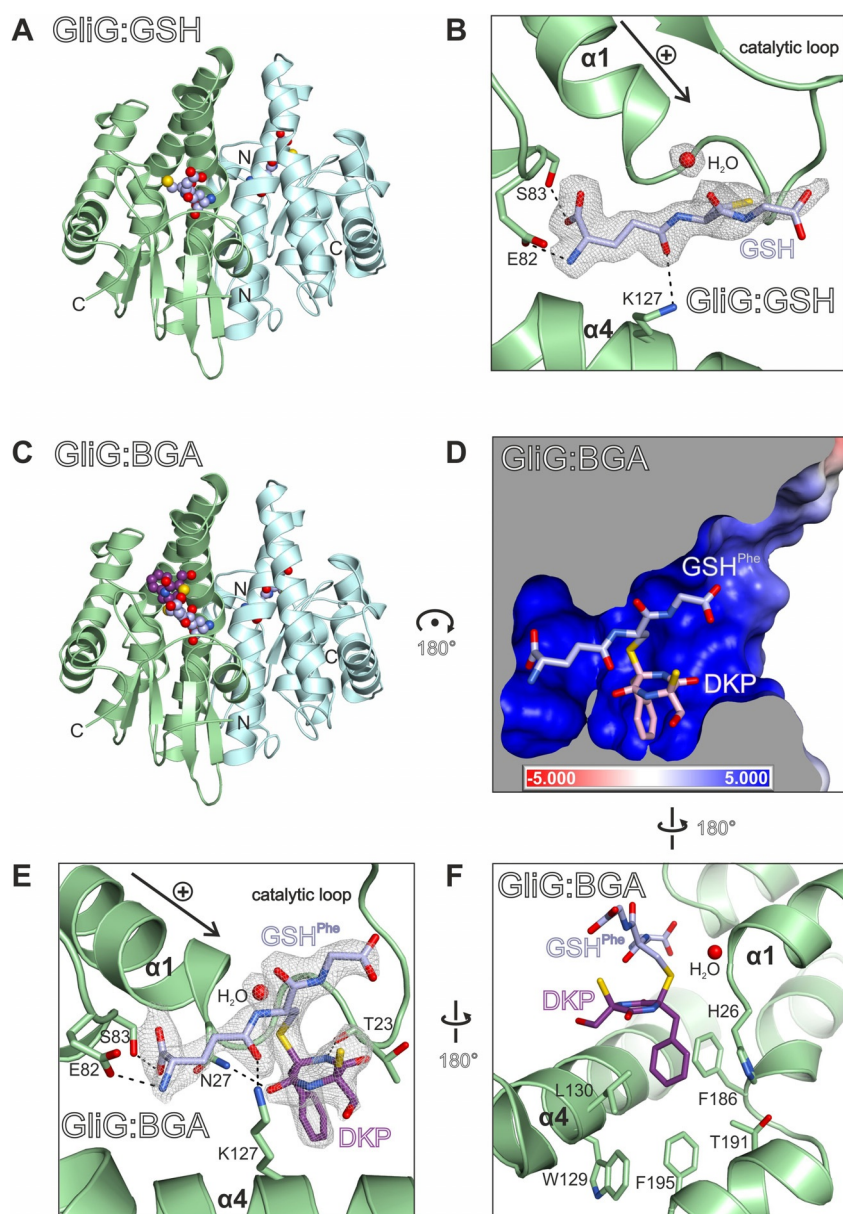 A GliG:GSH
N
C
N
C
B
α1
+
catalytic loop
H2O
S83
E82
GSH
K127
GliG:GSH
α4
C GliG:BGA
N
C
N
C
180°
D
GliG:BGA
GSHPhe
DKP
-5.000 5.000
180°
E
+
catalytic loop
α1
GSHPhe
H2O
T23
S83
E82
N27
GliG:BGA
K127
DKP
α4
180°
F
GliG:BGA
GSHPhe
α1
H2O
DKP
H26
L130
F186
α4
T191
W129
F195